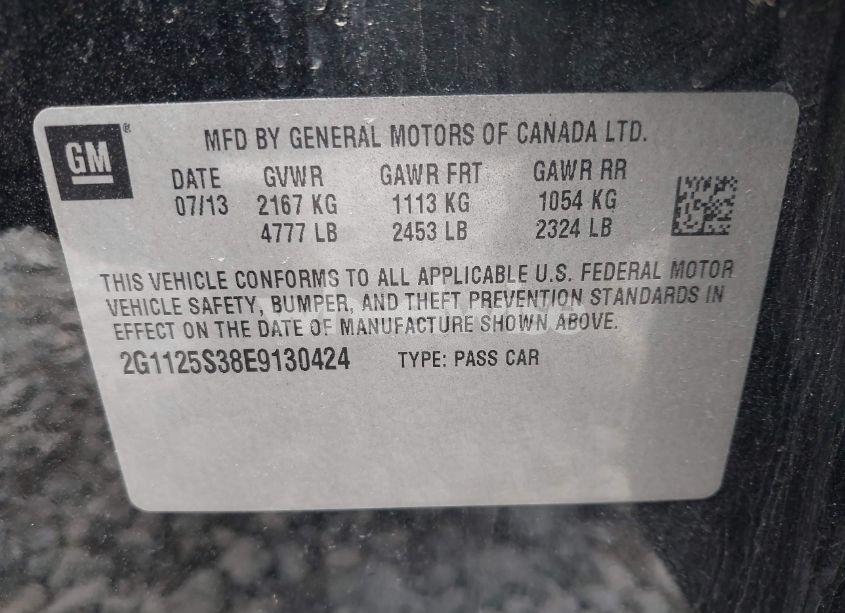 GM®
MFD BY GENERAL MOTORS OF CANADA LTD.
DATE GVWR GAWR FRT GAWR RR
07/13 2167 KG 1113 KG 1054 KG
4777 LB 2453 LB 2324 LB
THIS VEHICLE CONFORMS TO ALL APPLICABLE U.S. FEDERAL MOTOR
VEHICLE SAFETY, BUMPER, AND THEFT PREVENTION STANDARDS IN
EFFECT ON THE DATE OF MANUFACTURE SHOWN ABOVE.
2G1125S38E9130424 TYPE: PASS CAR